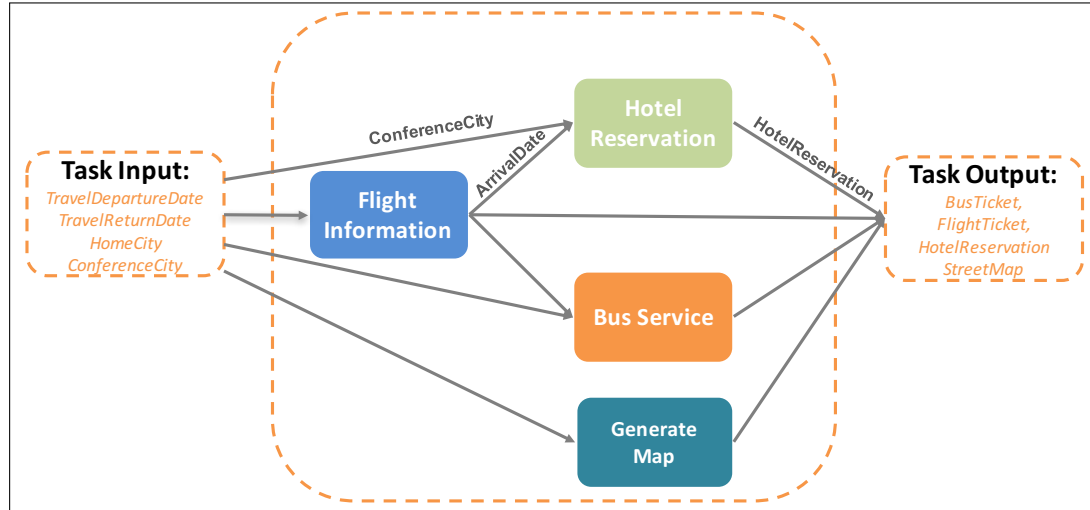 Task Input:
TravelDepartureDate
TravelReturnDate
HomeCity
ConferenceCity
ConferenceCity
ArrivalDate
Flight
Information
Hotel
Reservation
Bus Service
Generate
Map
HotelReservation
Task Output:
BusTicket,
FlightTicket,
HotelReservation
StreetMap